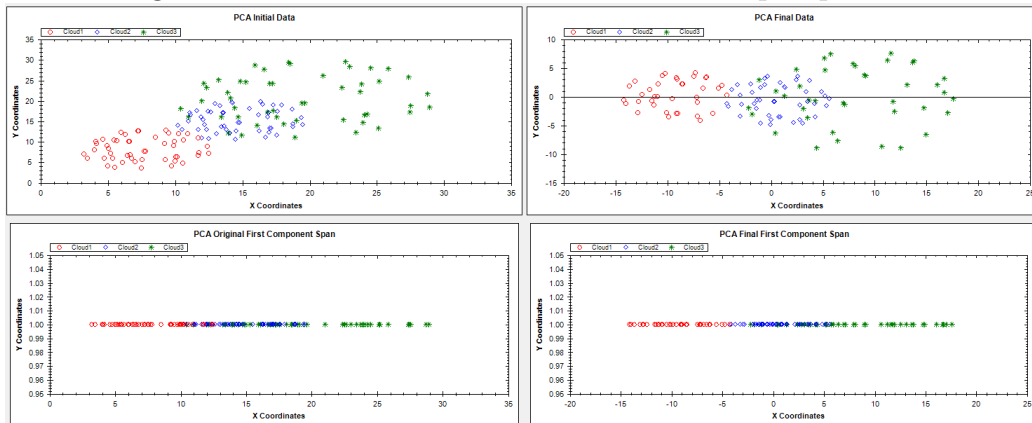 PCA Initial Data
Cloud1 Cloud2 Cloud3
Y Coordinates
35
30
25
20
15
10
5
0
0 5 10 15 20 25 30 35
X Coordinates
PCA Final Data
Cloud1 Cloud2 Cloud3
Y Coordinates
10
5
0
-5
-10
-15
-20 -15 -10 -5 0 5 10 15 20 25
X Coordinates
PCA Original First Component Span
Cloud1 Cloud2 Cloud3
Y Coordinates
1.05
1.04
1.03
1.02
1.01
1.00
0.99
0.98
0.97
0.96
0.95
0 5 10 15 20 25 30 35
X Coordinates
PCA Final First Component Span
Cloud1 Cloud2 Cloud3
Y Coordinates
1.05
1.04
1.03
1.02
1.01
1.00
0.99
0.98
0.97
0.96
0.95
-20 -15 -10 -5 0 5 10 15 20 25
X Coordinates